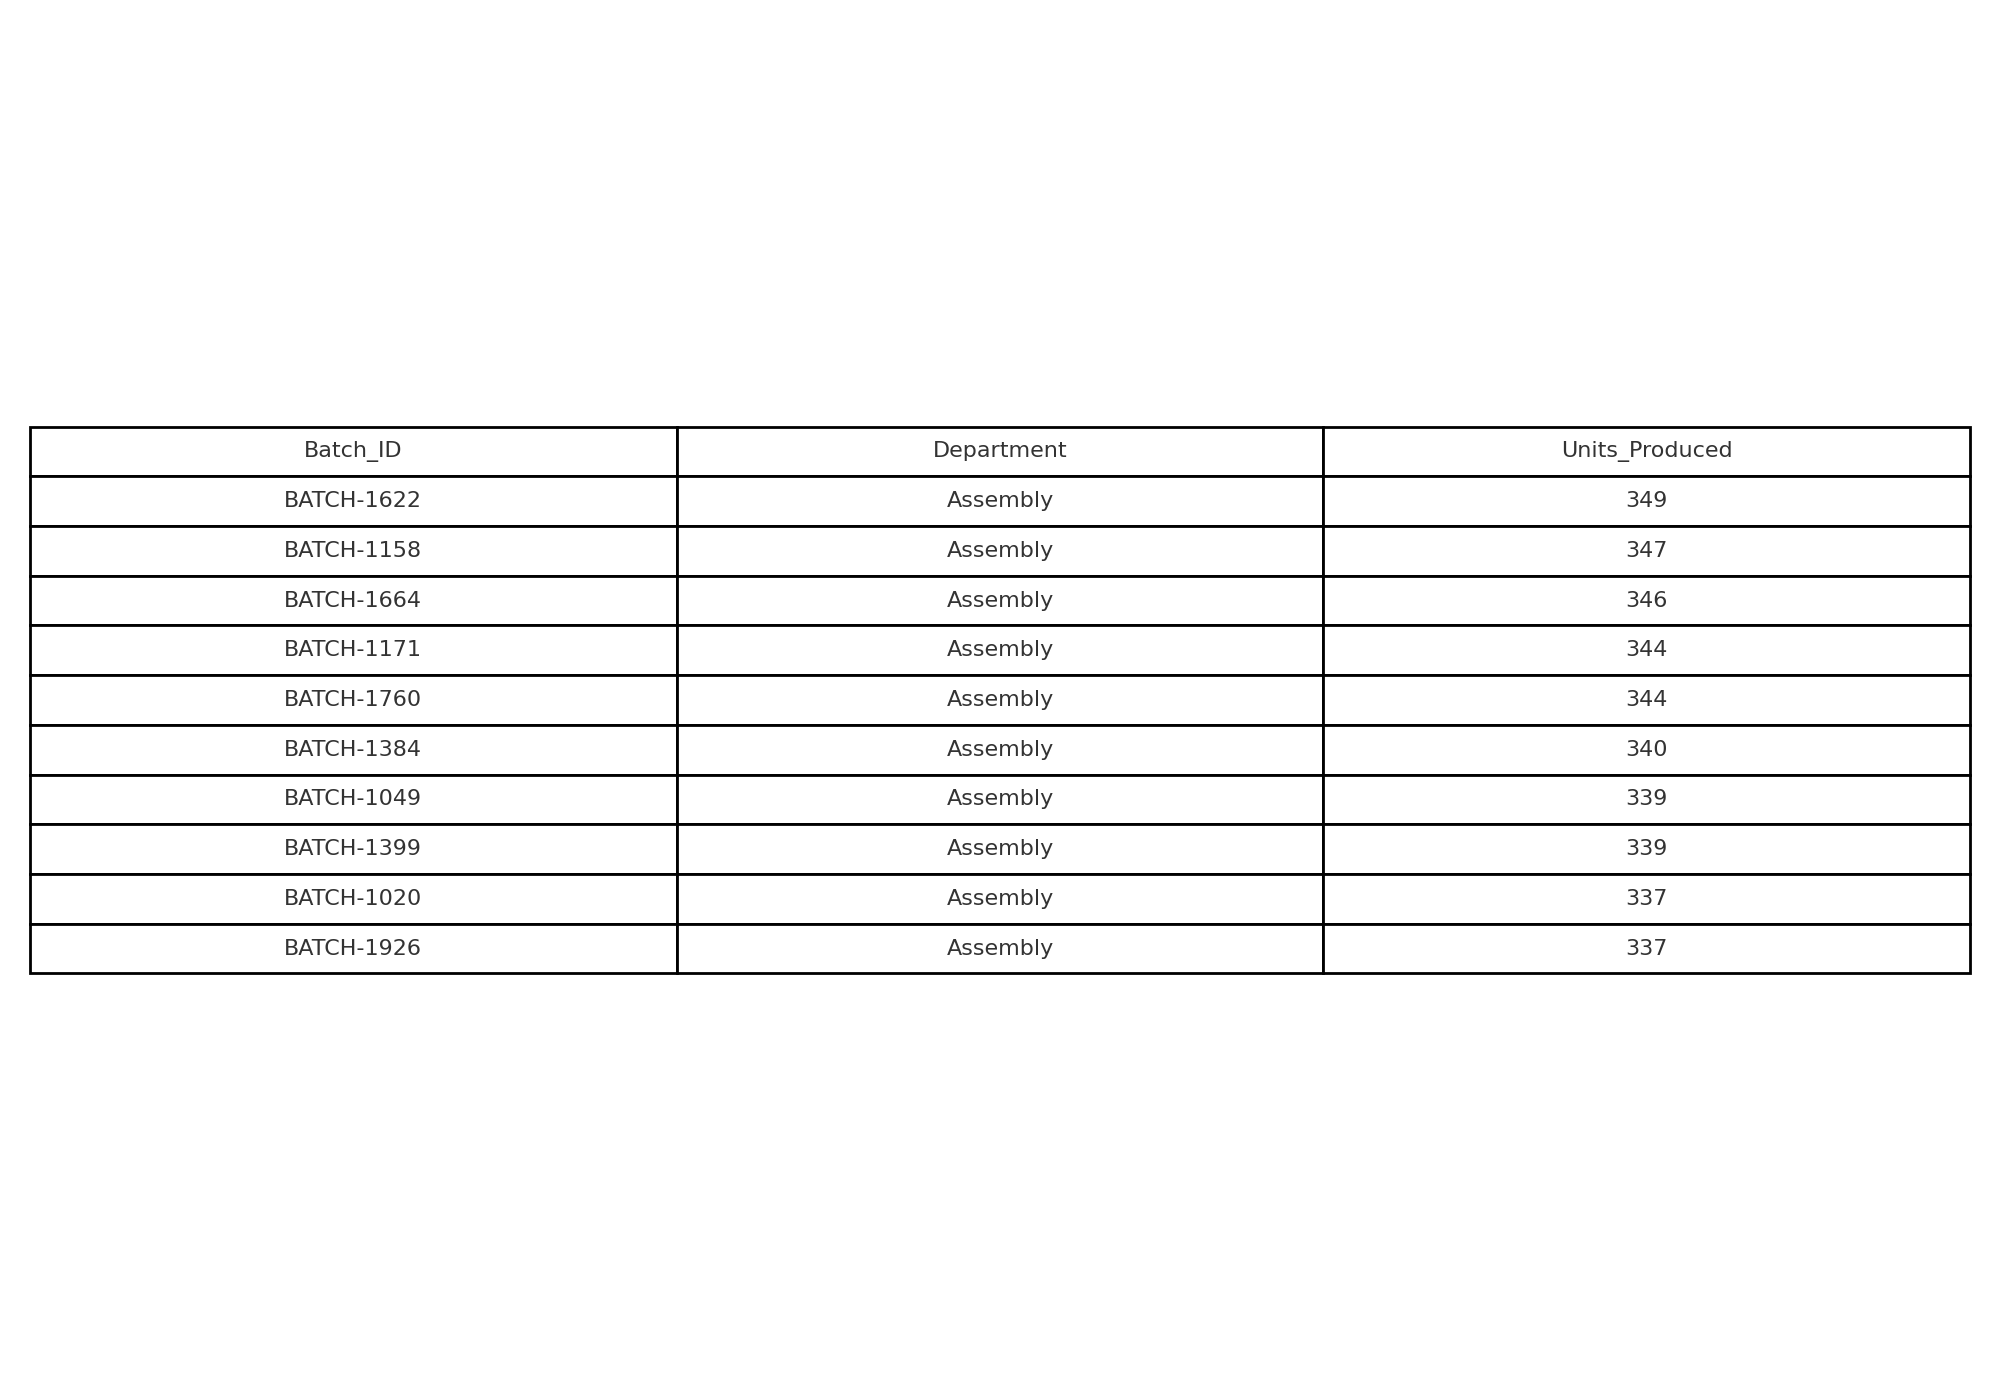 Batch_ID Department Units_Produced
BATCH-1622 Assembly 349
BATCH-1158 Assembly 347
BATCH-1664 Assembly 346
BATCH-1171 Assembly 344
BATCH-1760 Assembly 344
BATCH-1384 Assembly 340
BATCH-1049 Assembly 339
BATCH-1399 Assembly 339
BATCH-1020 Assembly 337
BATCH-1926 Assembly 337